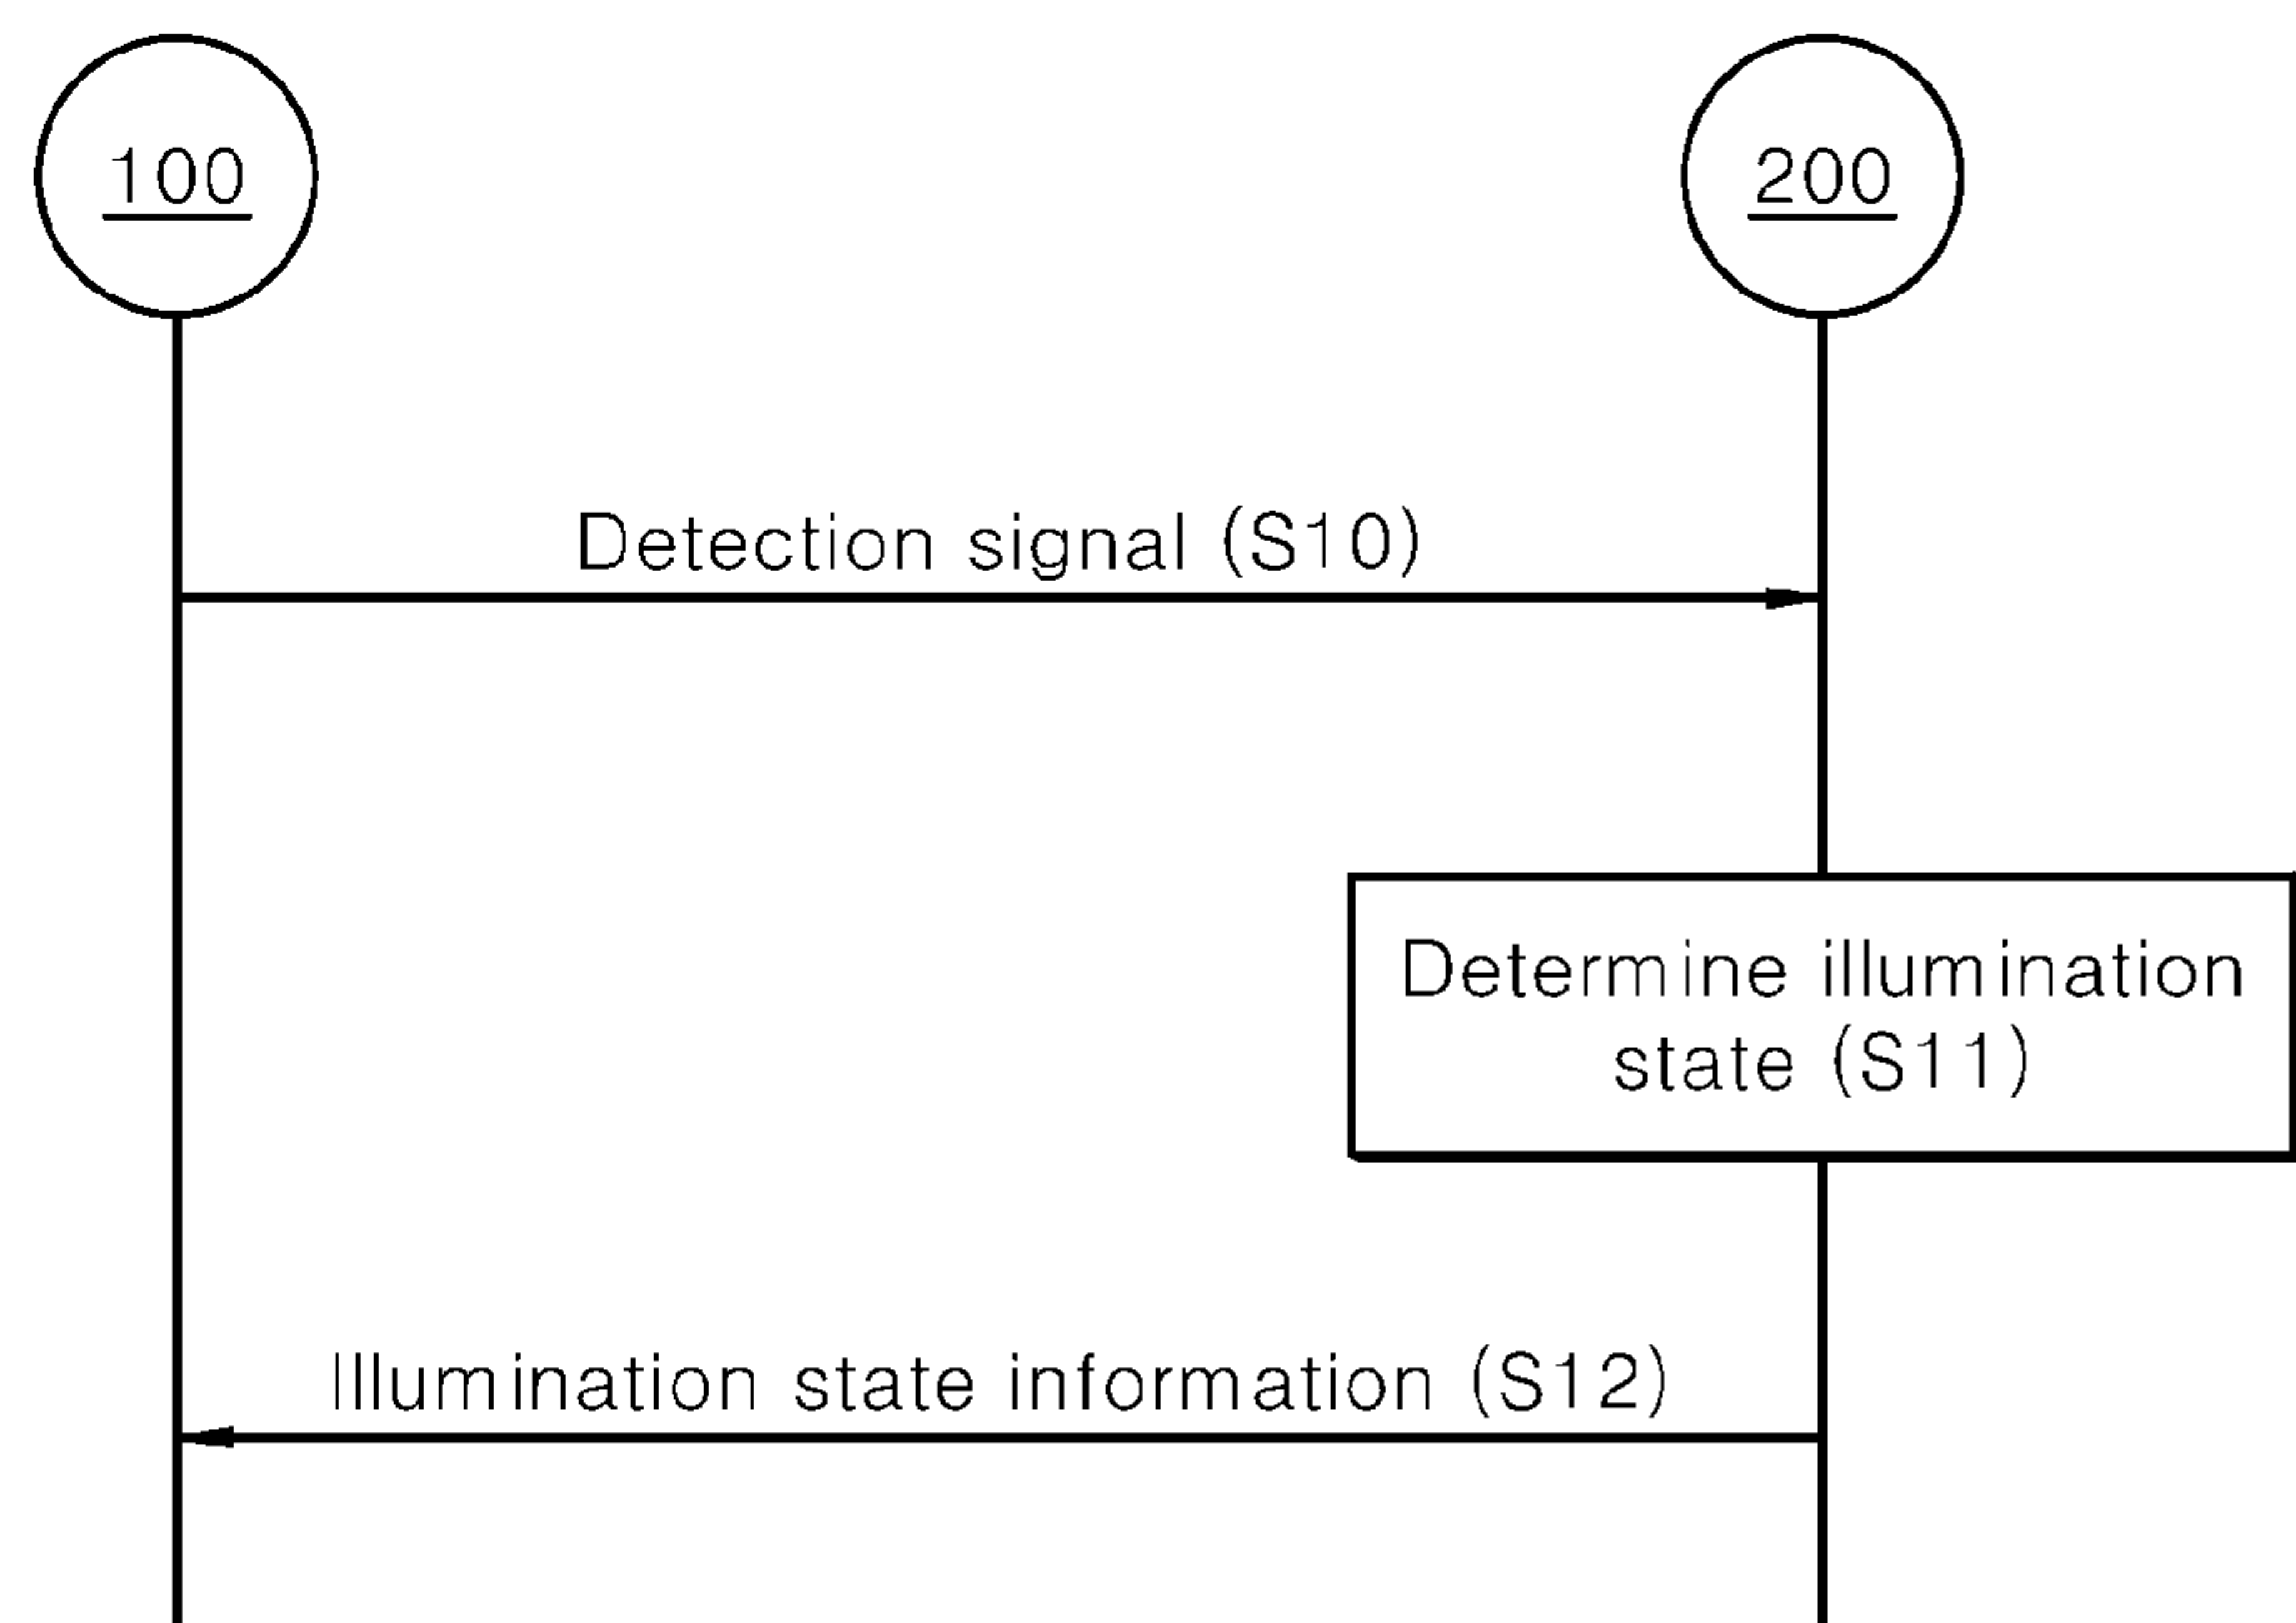 100
200
Detection signal (S10)
Determine illumination
state (S11)
Illumination state information (S12)